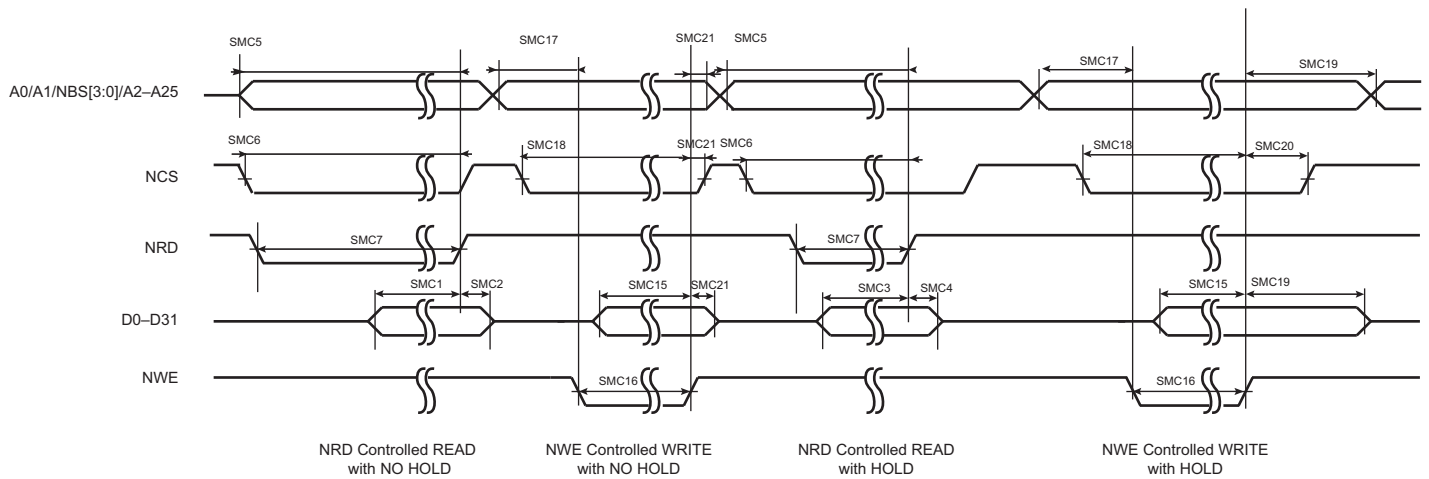 SMC5
SMC17
SMC21
SMC5
SMC17
SMC19
A0/A1/NBS[3:0]/A2–A25
SMC6
SMC18
SMC21
SMC6
SMC18
SMC20
NCS
SMC7
SMC7
NRD
SMC1
SMC2
SMC15
SMC21
SMC3
SMC4
SMC15
SMC19
D0–D31
NWE
SMC16
SMC16
NRD Controlled READ
with NO HOLD
NWE Controlled WRITE
with NO HOLD
NRD Controlled READ
with HOLD
NWE Controlled WRITE
with HOLD